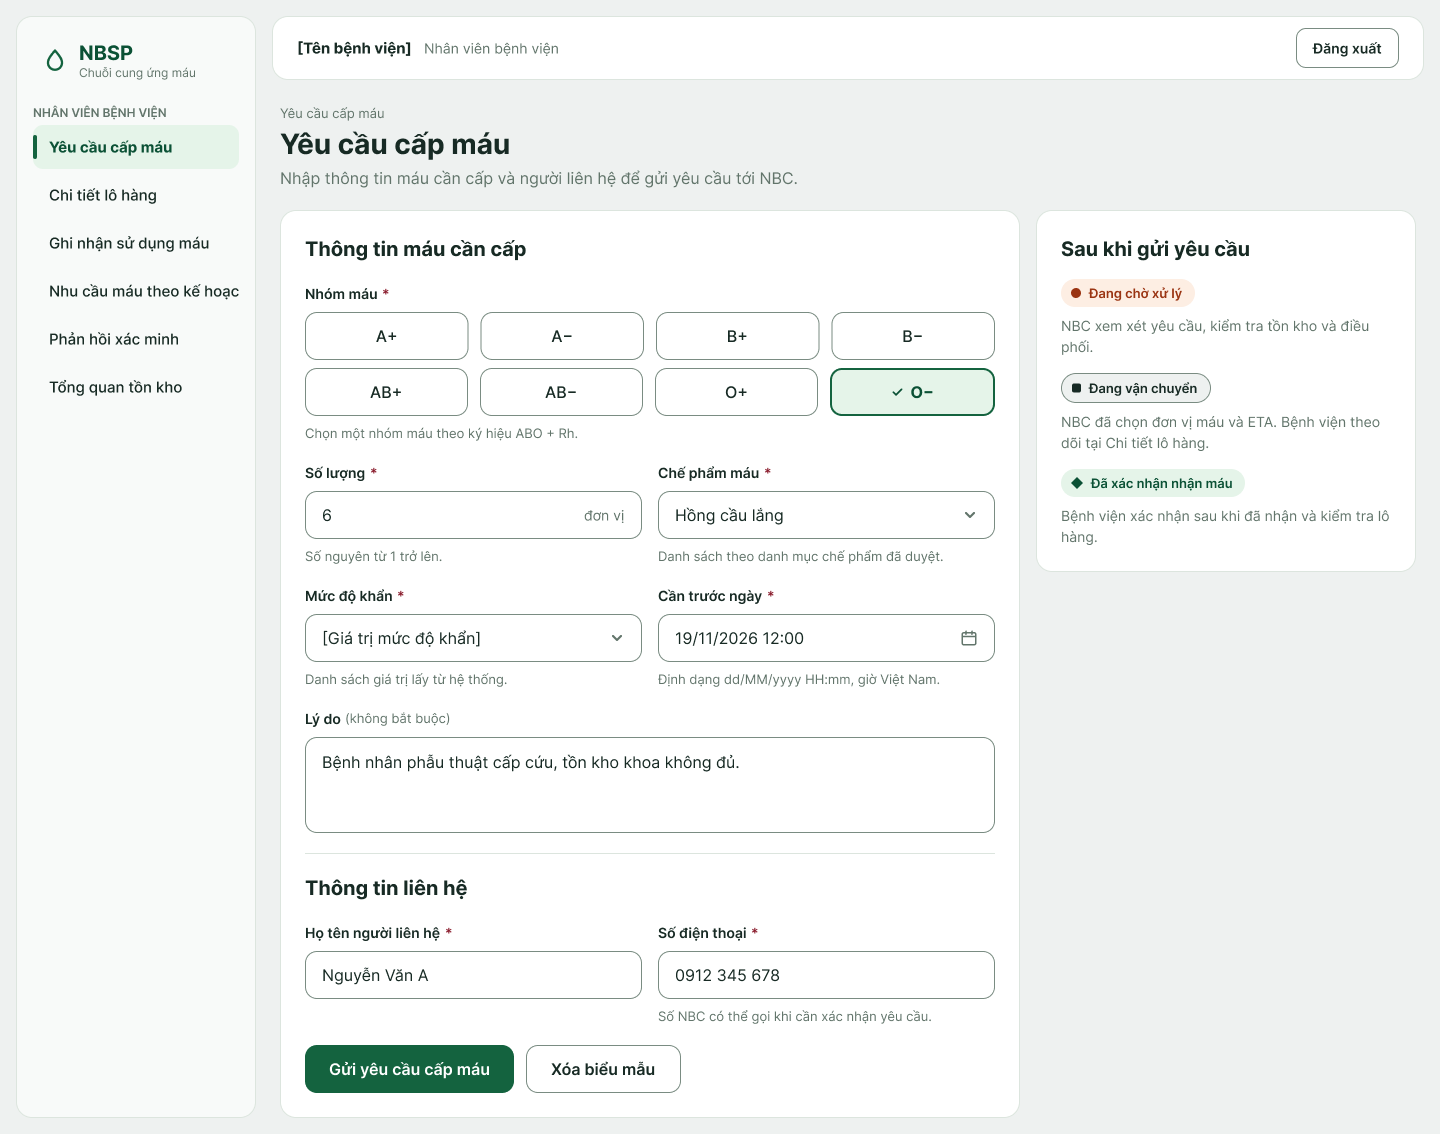 NBSP
Chuỗi cung ứng máu
NHÂN VIÊN BỆNH VIỆN
Yêu cầu cấp máu
Chi tiết lô hàng
Ghi nhận sử dụng máu
Nhu cầu máu theo kế hoạc
Phản hồi xác minh
Tổng quan tồn kho
[Tên bệnh viện] Nhân viên bệnh viện
Đăng xuất
Yêu cầu cấp máu
Yêu cầu cấp máu
Nhập thông tin máu cần cấp và người liên hệ để gửi yêu cầu tới NBC.
Thông tin máu cần cấp
Nhóm máu *
A+ A− B+ B−
AB+ AB− O+ O−
Chọn một nhóm máu theo ký hiệu ABO + Rh.
Số lượng *
6 đơn vị
Số nguyên từ 1 trở lên.
Chế phẩm máu *
Hồng cầu lắng
Danh sách theo danh mục chế phẩm đã duyệt.
Mức độ khẩn *
[Giá trị mức độ khẩn]
Danh sách giá trị lấy từ hệ thống.
Cần trước ngày *
19/11/2026 12:00
Định dạng dd/MM/yyyy HH:mm, giờ Việt Nam.
Lý do (không bắt buộc)
Bệnh nhân phẫu thuật cấp cứu, tồn kho khoa không đủ.
Thông tin liên hệ
Họ tên người liên hệ *
Nguyễn Văn A
Số điện thoại *
0912 345 678
Số NBC có thể gọi khi cần xác nhận yêu cầu.
Gửi yêu cầu cấp máu
Xóa biểu mẫu
Sau khi gửi yêu cầu
Đang chờ xử lý
NBC xem xét yêu cầu, kiểm tra tồn kho và điều
phối.
Đang vận chuyển
NBC đã chọn đơn vị máu và ETA. Bệnh viện theo
dõi tại Chi tiết lô hàng.
Đã xác nhận nhận máu
Bệnh viện xác nhận sau khi đã nhận và kiểm tra lô
hàng.